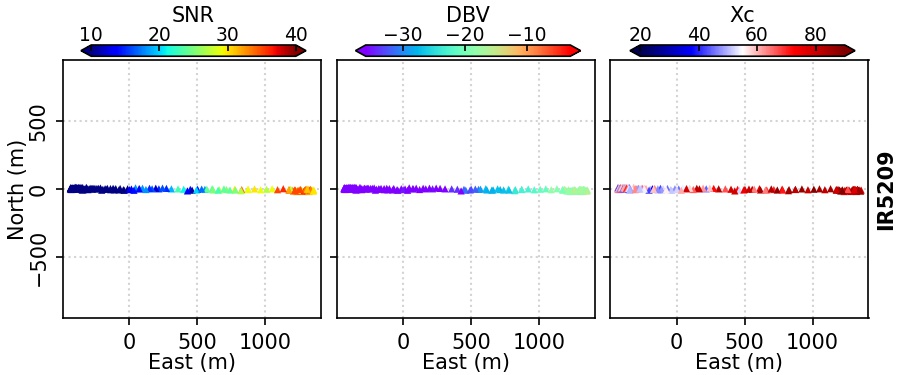 SNR DBV Xc
10 20 30 40 −30 −20 −10 20 40 60 80
North (m)
500
0
−500
IR5209
0 500 1000 0 500 1000 0 500 1000
East (m) East (m) East (m)